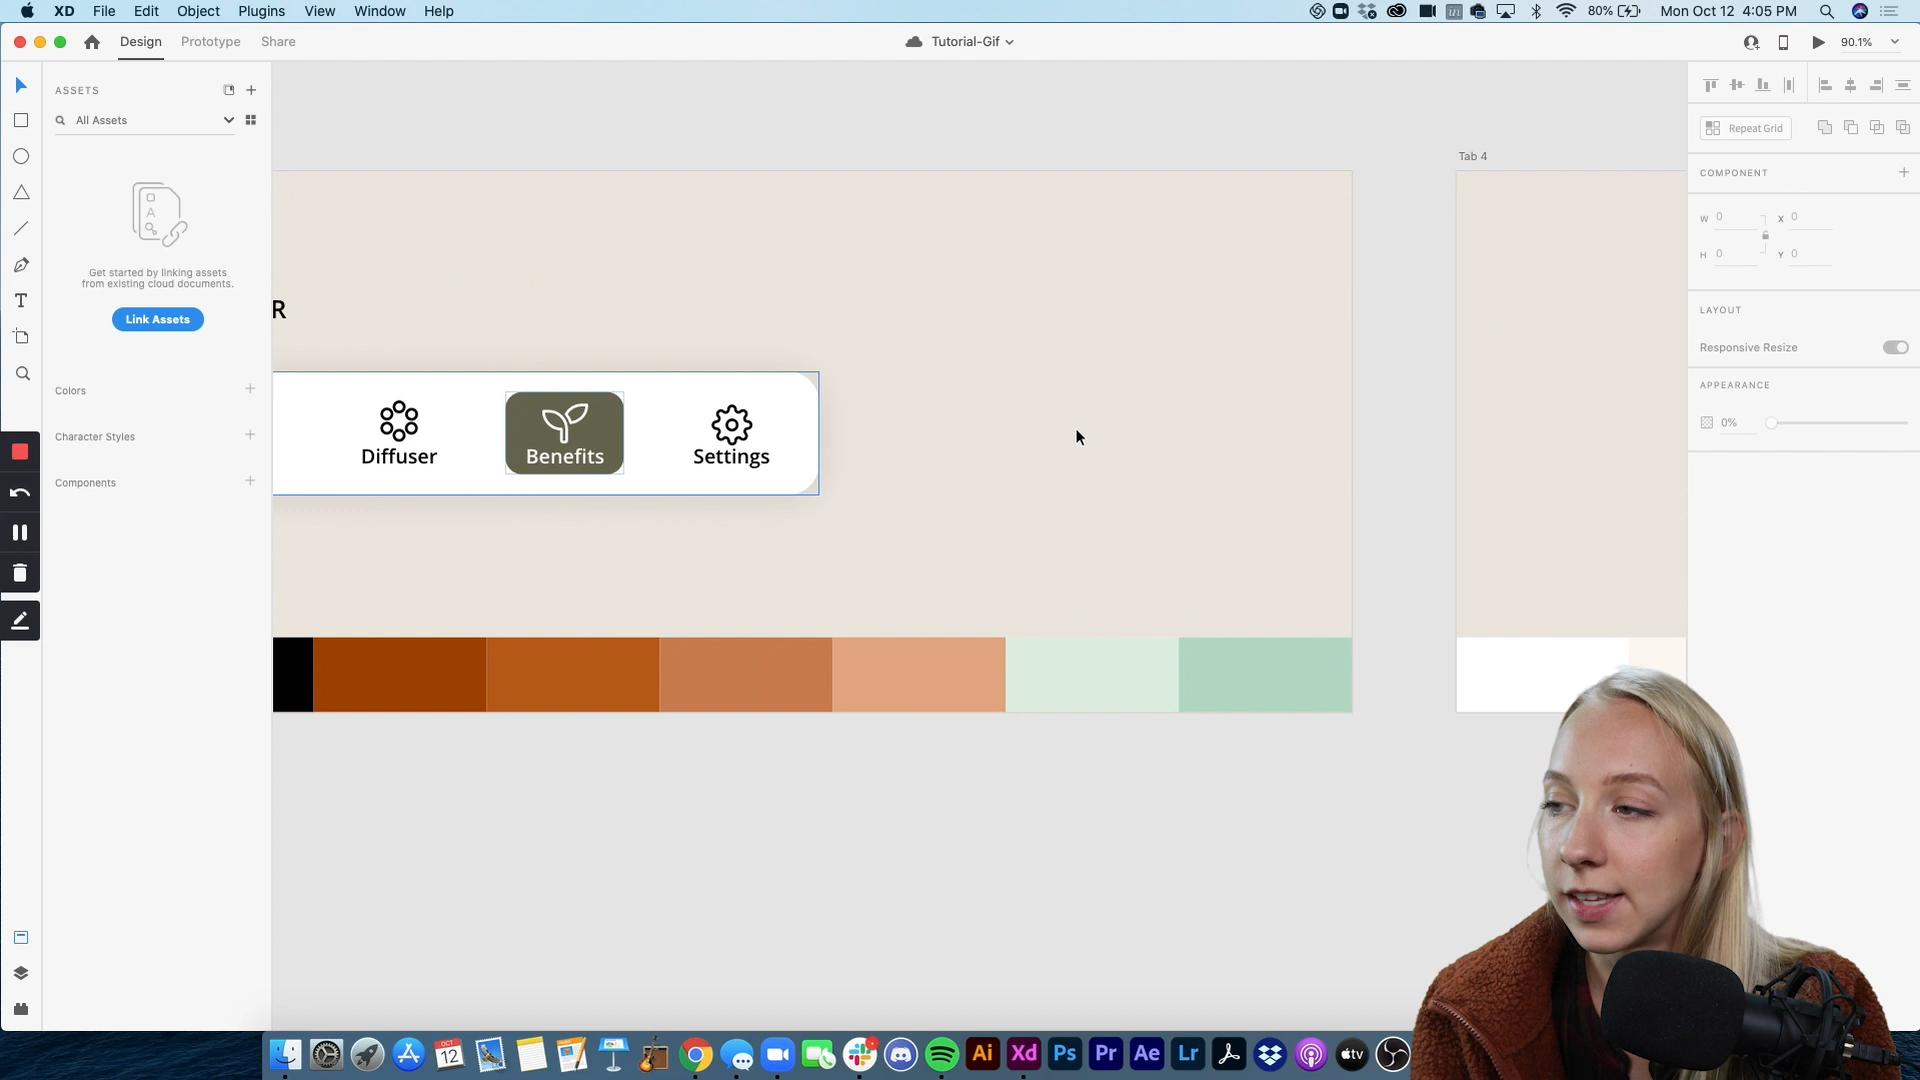 XD File Edit Object Plugins View Window Help
80% Mon Oct 12 4:05 PM
Design Prototype Share
Tutorial-Gif
90.1%
ASSETS
All Assets
A
Get started by linking assets
from existing cloud documents.
Link Assets
Colors
Character Styles
Components
T
R
Diffuser
Benefits
Settings
Tab 4
Repeat Grid
COMPONENT
W 0 X 0
H 0 Y 0
LAYOUT
Responsive Resize
APPEARANCE
0%
OCT
12
Ai Xd Ps Pr Ae Lr
tv